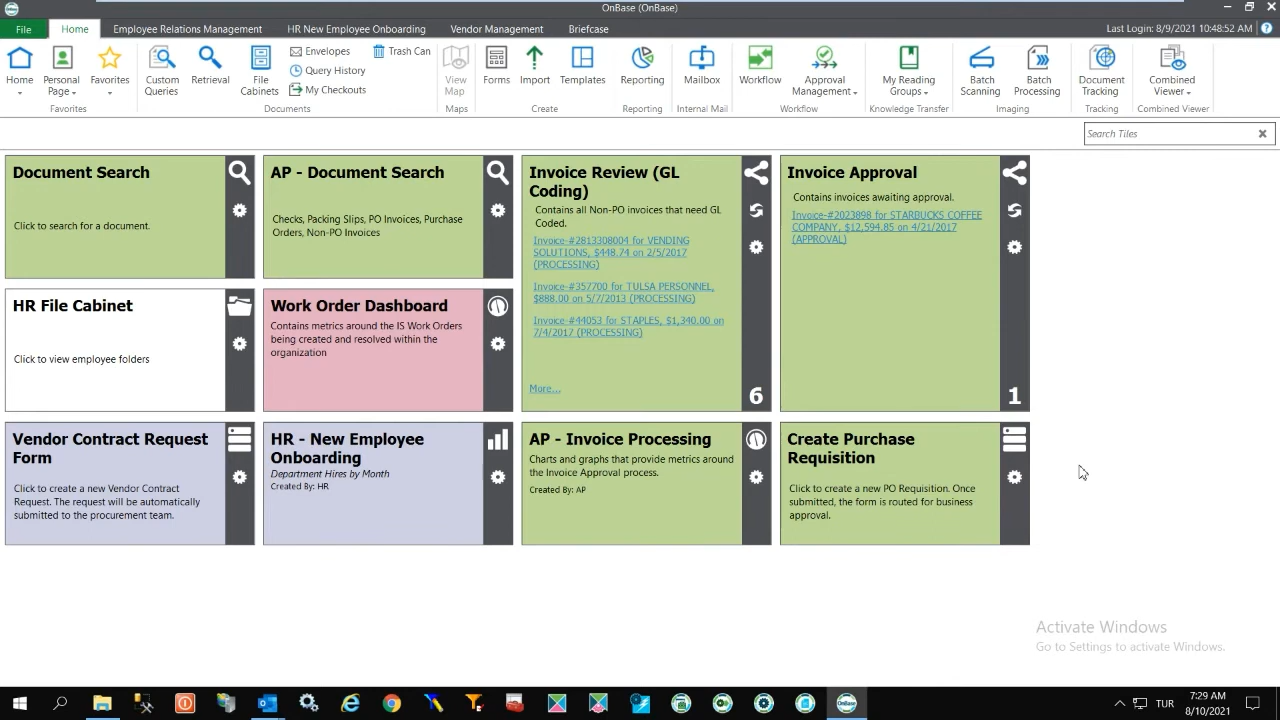 OnBase (OnBase)
File
Home
Employee Relations Management
HR New Employee Onboarding
Vendor Management
Briefcase
Last Login: 8/9/2021 10:48:52 AM
Home
Personal
Page
Favorites
Favorites
Custom
Queries
Retrieval
File
Cabinets
Envelopes
Query History
My Checkouts
Trash Can
Documents
View
Map
Maps
Forms
Import
Templates
Create
Reporting
Reporting
Mailbox
Internal Mail
Workflow
Approval
Management
Workflow
My Reading
Groups
Knowledge Transfer
Batch
Scanning
Batch
Processing
Imaging
Document
Tracking
Tracking
Combined
Viewer
Combined Viewer
Search Tiles
Document Search
Click to search for a document.
AP - Document Search
Checks, Packing Slips, PO Invoices, Purchase
Orders, Non-PO Invoices
Invoice Review (GL
Coding)
Contains all Non-PO invoices that need GL
Coded.
Invoice-#2813308004 for VENDING
SOLUTIONS, $448.74 on 2/5/2017
(PROCESSING)
Invoice-#357700 for TULSA PERSONNEL,
$888.00 on 5/7/2013 (PROCESSING)
Invoice-#44053 for STAPLES, $1,340.00 on
7/4/2017 (PROCESSING)
More...
6
Invoice Approval
Contains invoices awaiting approval.
Invoice-#2023898 for STARBUCKS COFFEE
COMPANY, $12,594.85 on 4/21/2017
(APPROVAL)
1
HR File Cabinet
Click to view employee folders
Work Order Dashboard
Contains metrics around the IS Work Orders
being created and resolved within the
organization
Vendor Contract Request
Form
Click to create a new Vendor Contract
Request. The request will be automatically
submitted to the procurement team.
HR - New Employee
Onboarding
Department Hires by Month
Created By: HR
AP - Invoice Processing
Charts and graphs that provide metrics around
the Invoice Approval process.
Created By: AP
Create Purchase
Requisition
Click to create a new PO Requisition. Once
submitted, the form is routed for business
approval.
Activate Windows
Go to Settings to activate Windows.
TUR
7:29 AM
8/10/2021